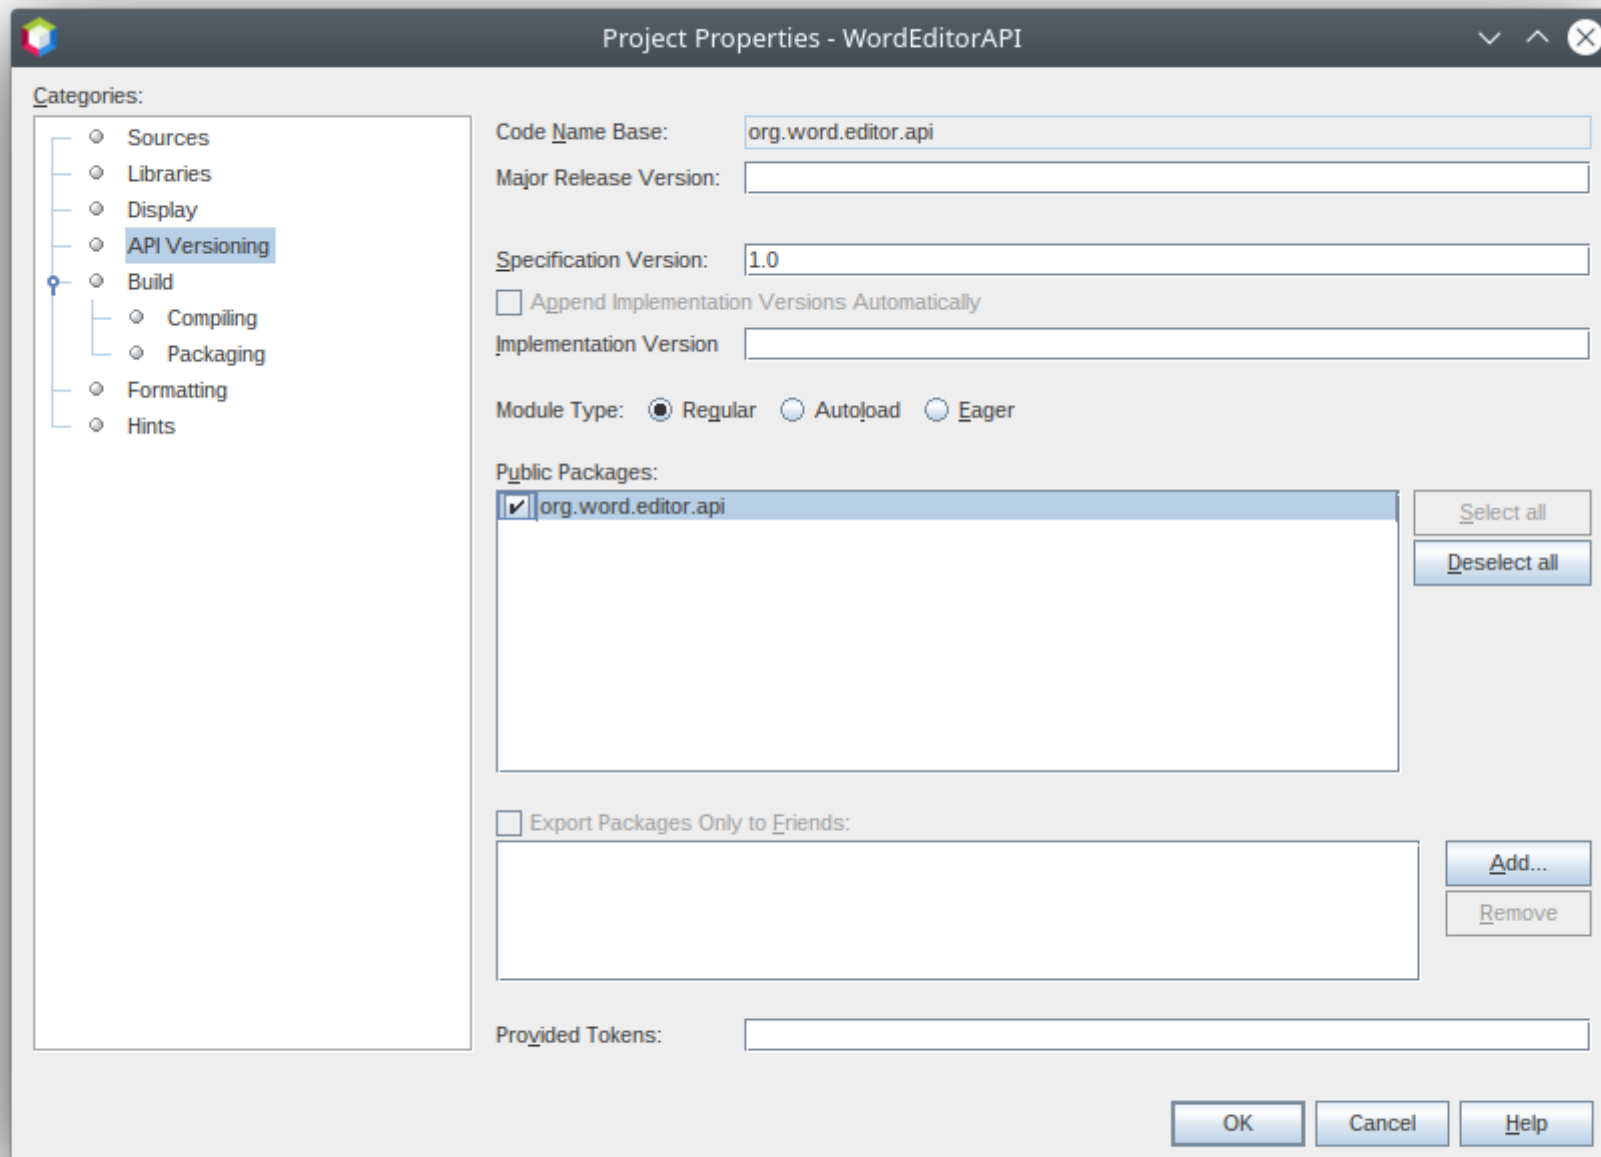 Project Properties - WordEditorAPI
Categories:
Sources
Libraries
Display
API Versioning
Build
Compiling
Packaging
Formatting
Hints
Code Name Base: org.word.editor.api
Major Release Version:
Specification Version: 1.0
Append Implementation Versions Automatically
Implementation Version
Module Type: Regular Autoload Eager
Public Packages:
org.word.editor.api
Select all
Deselect all
Export Packages Only to Friends:
Add...
Remove
Provided Tokens:
OK Cancel Help